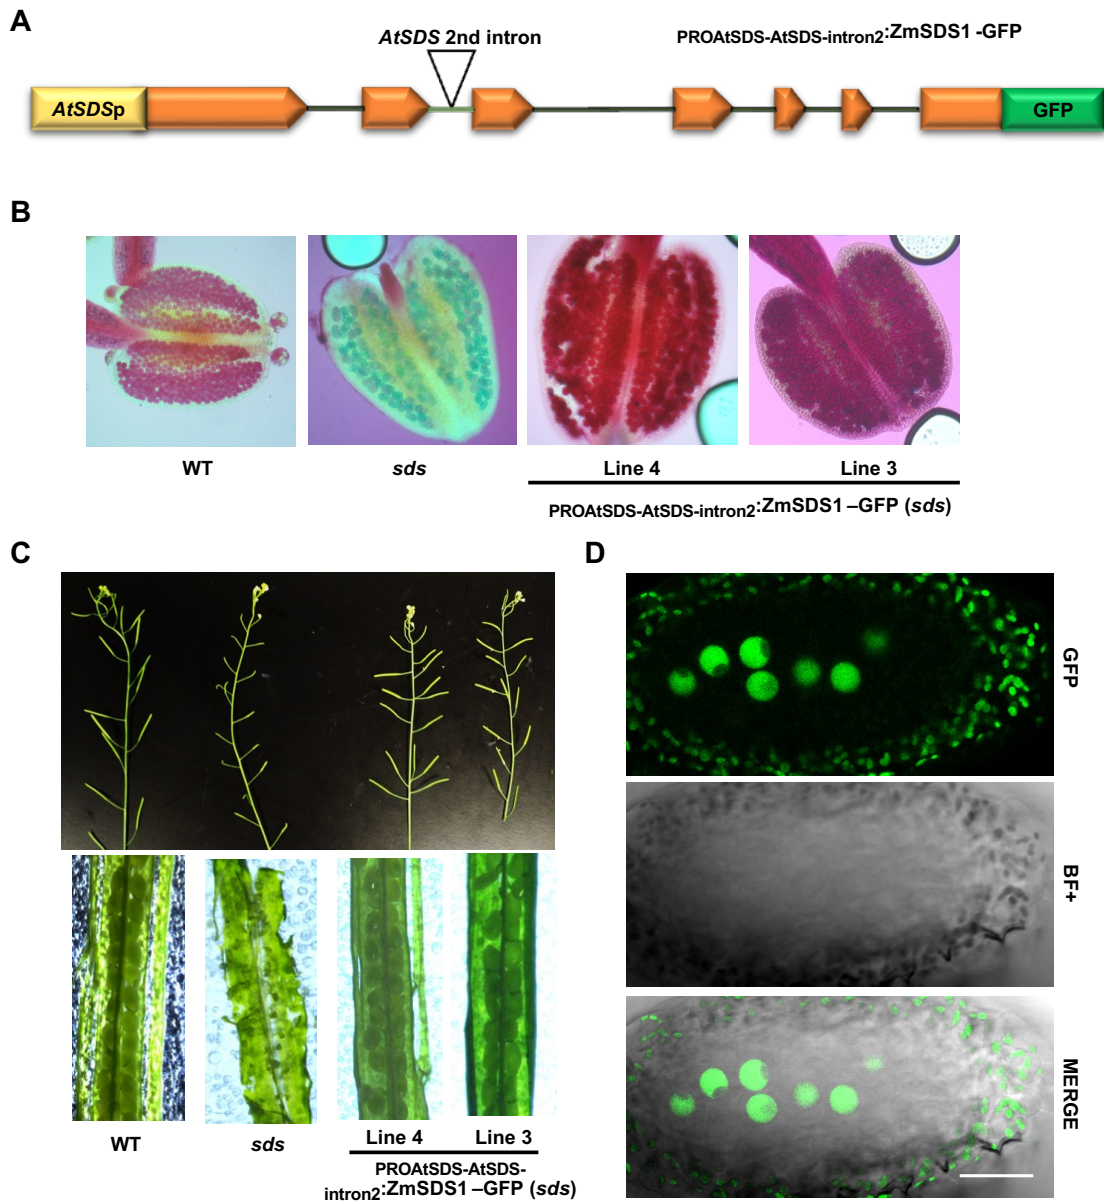 A
AtSDS 2nd intron
PROAtSDS-AtSDS-intron2:ZmSDS1 -GFP
AtSDSp
GFP
B
WT
sds
Line 4
Line 3
PROAtSDS-AtSDS-intron2:ZmSDS1 –GFP (sds)
C
D
GFP
BF+
MERGE
WT
sds
Line 4
Line 3
PROAtSDS-AtSDS-
intron2:ZmSDS1 –GFP (sds)